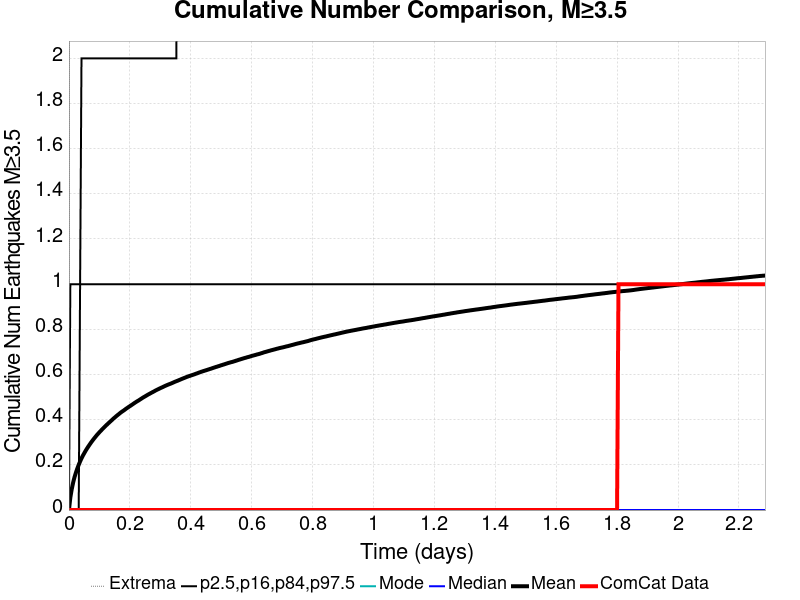 Cumulative Number Comparison, M≥3.5
Cumulative Num Earthquakes M≥3.5
2
1.8
1.6
1.4
1.2
1
0.8
0.6
0.4
0.2
0
0 0.2 0.4 0.6 0.8 1 1.2 1.4 1.6 1.8 2 2.2
Time (days)
Extrema p2.5,p16,p84,p97.5 Mode Median Mean ComCat Data